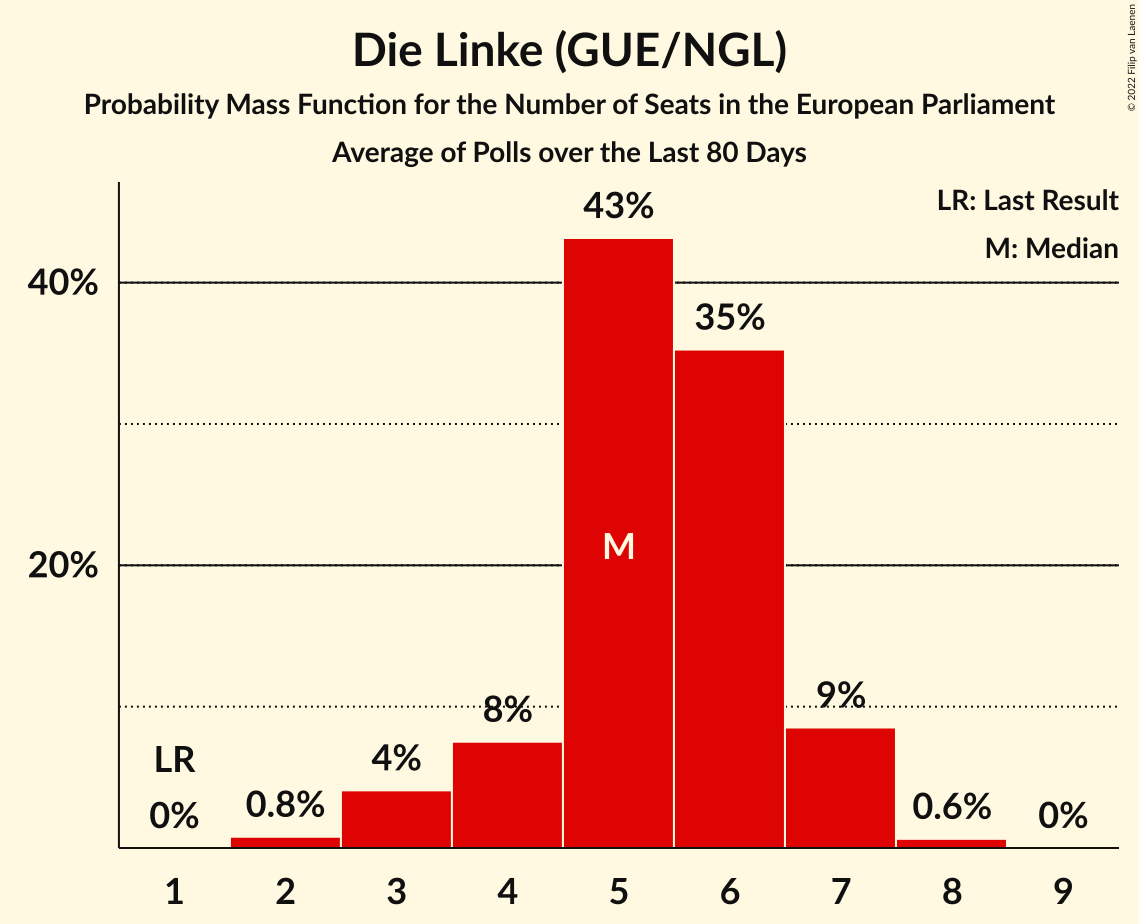 Die Linke (GUE/NGL)
Probability Mass Function for the Number of Seats in the European Parliament
Average of Polls over the Last 80 Days
© 2022 Filip van Laenen
LR: Last Result
M: Median
43%
40%
35%
M
20%
9%
8%
LR
4%
0%
0.8%
0.6%
0%
1 2 3 4 5 6 7 8 9